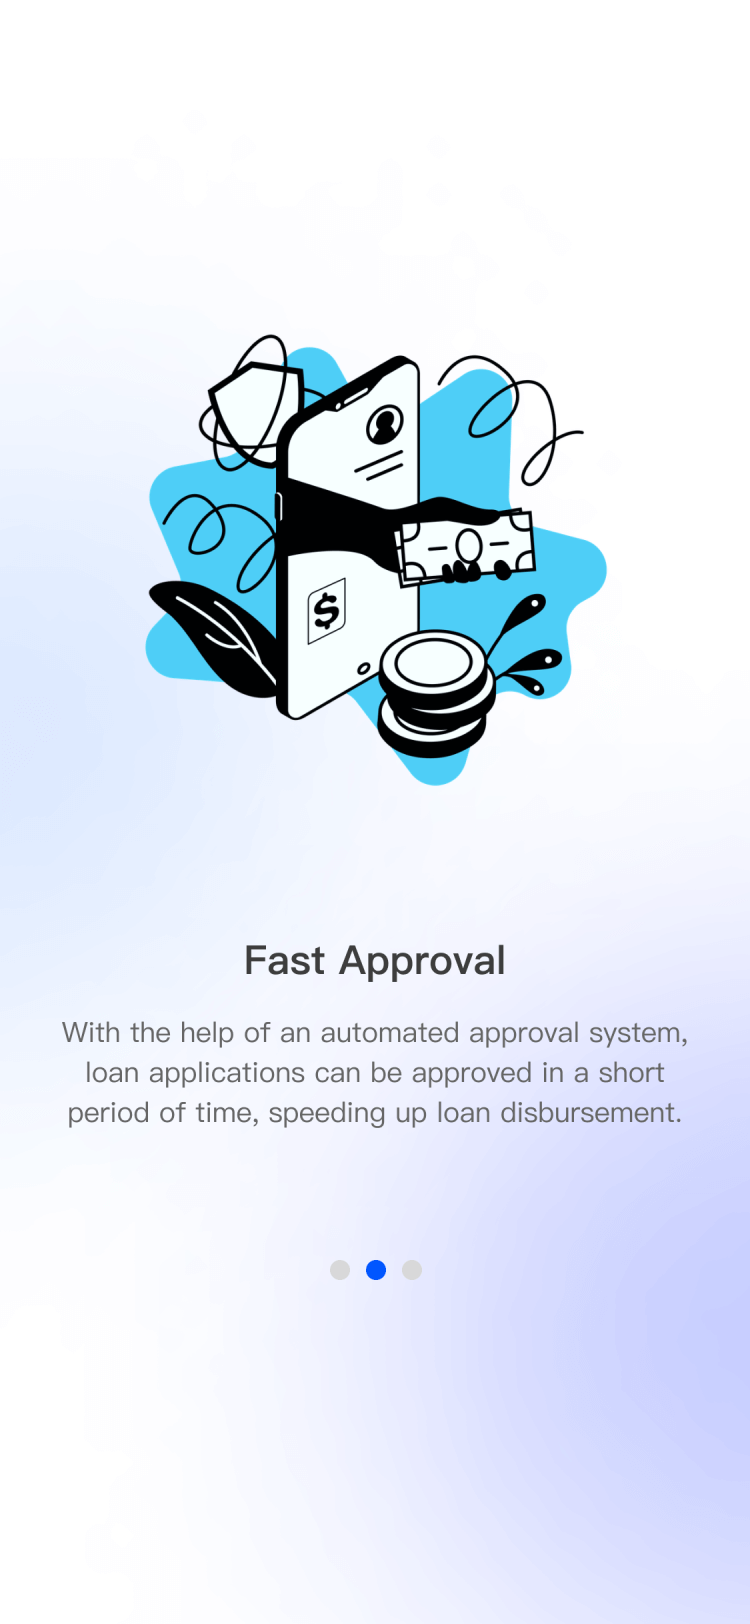 $
Fast Approval
With the help of an automated approval system,
loan applications can be approved in a short
period of time, speeding up loan disbursement.